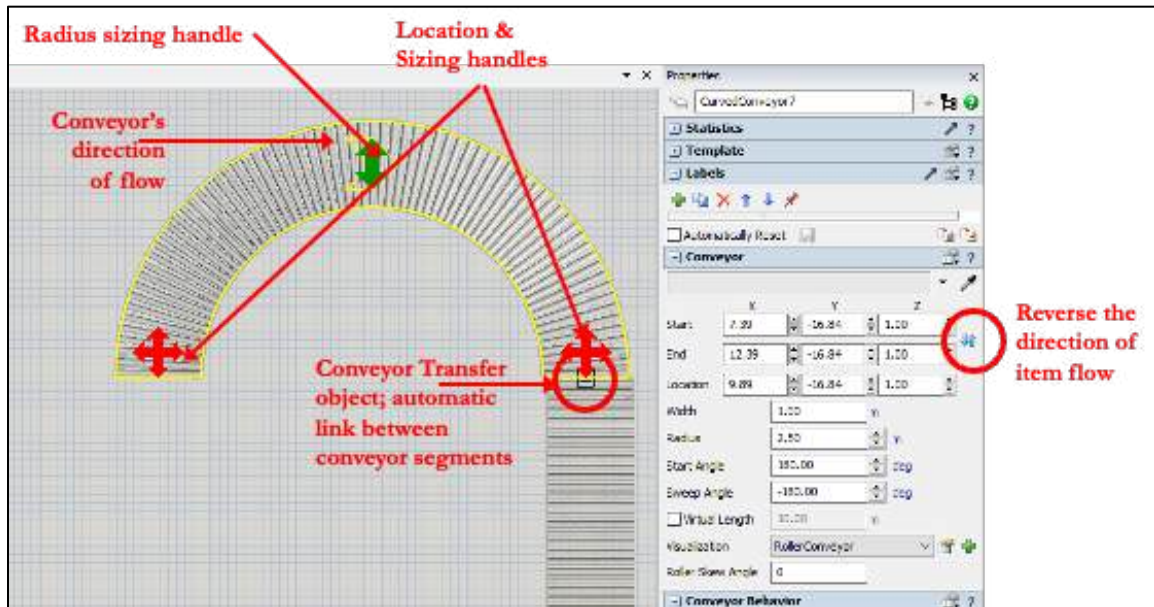 Radius sizing handle
Location &
Sizing handles
Conveyor's
direction
of flow
Conveyor Transfer
object; automatic
link between
conveyor segments
Reverse the
direction of
item flow
Properties
CurvedConveyor7
Statistics
Template
Labels
Automatically Reset
Conveyor
X Y Z
Start 7.39 -16.84 1.00
End 12.39 -16.84 1.00
Location 9.89 -16.84 1.00
Width 1.00 m
Radius 2.50 m
Start Angle 180.00 deg
Sweep Angle -180.00 deg
Virtual Length 10.00 m
Visualization RollerConveyor
Roller Skew Angle 0
Conveyor Behavior